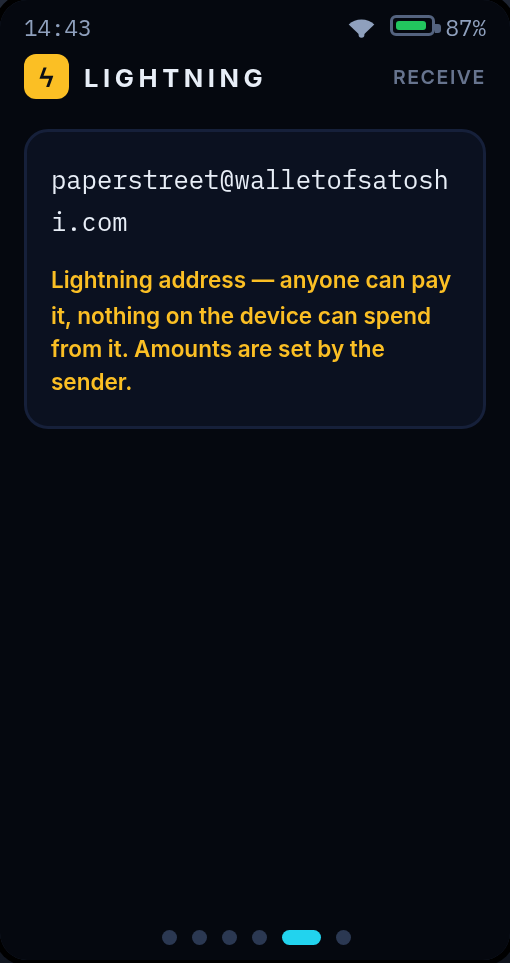 14:43 87%
LIGHTNING RECEIVE
paperstreet@walletofsatosh
i.com
Lightning address — anyone can pay
it, nothing on the device can spend
from it. Amounts are set by the
sender.